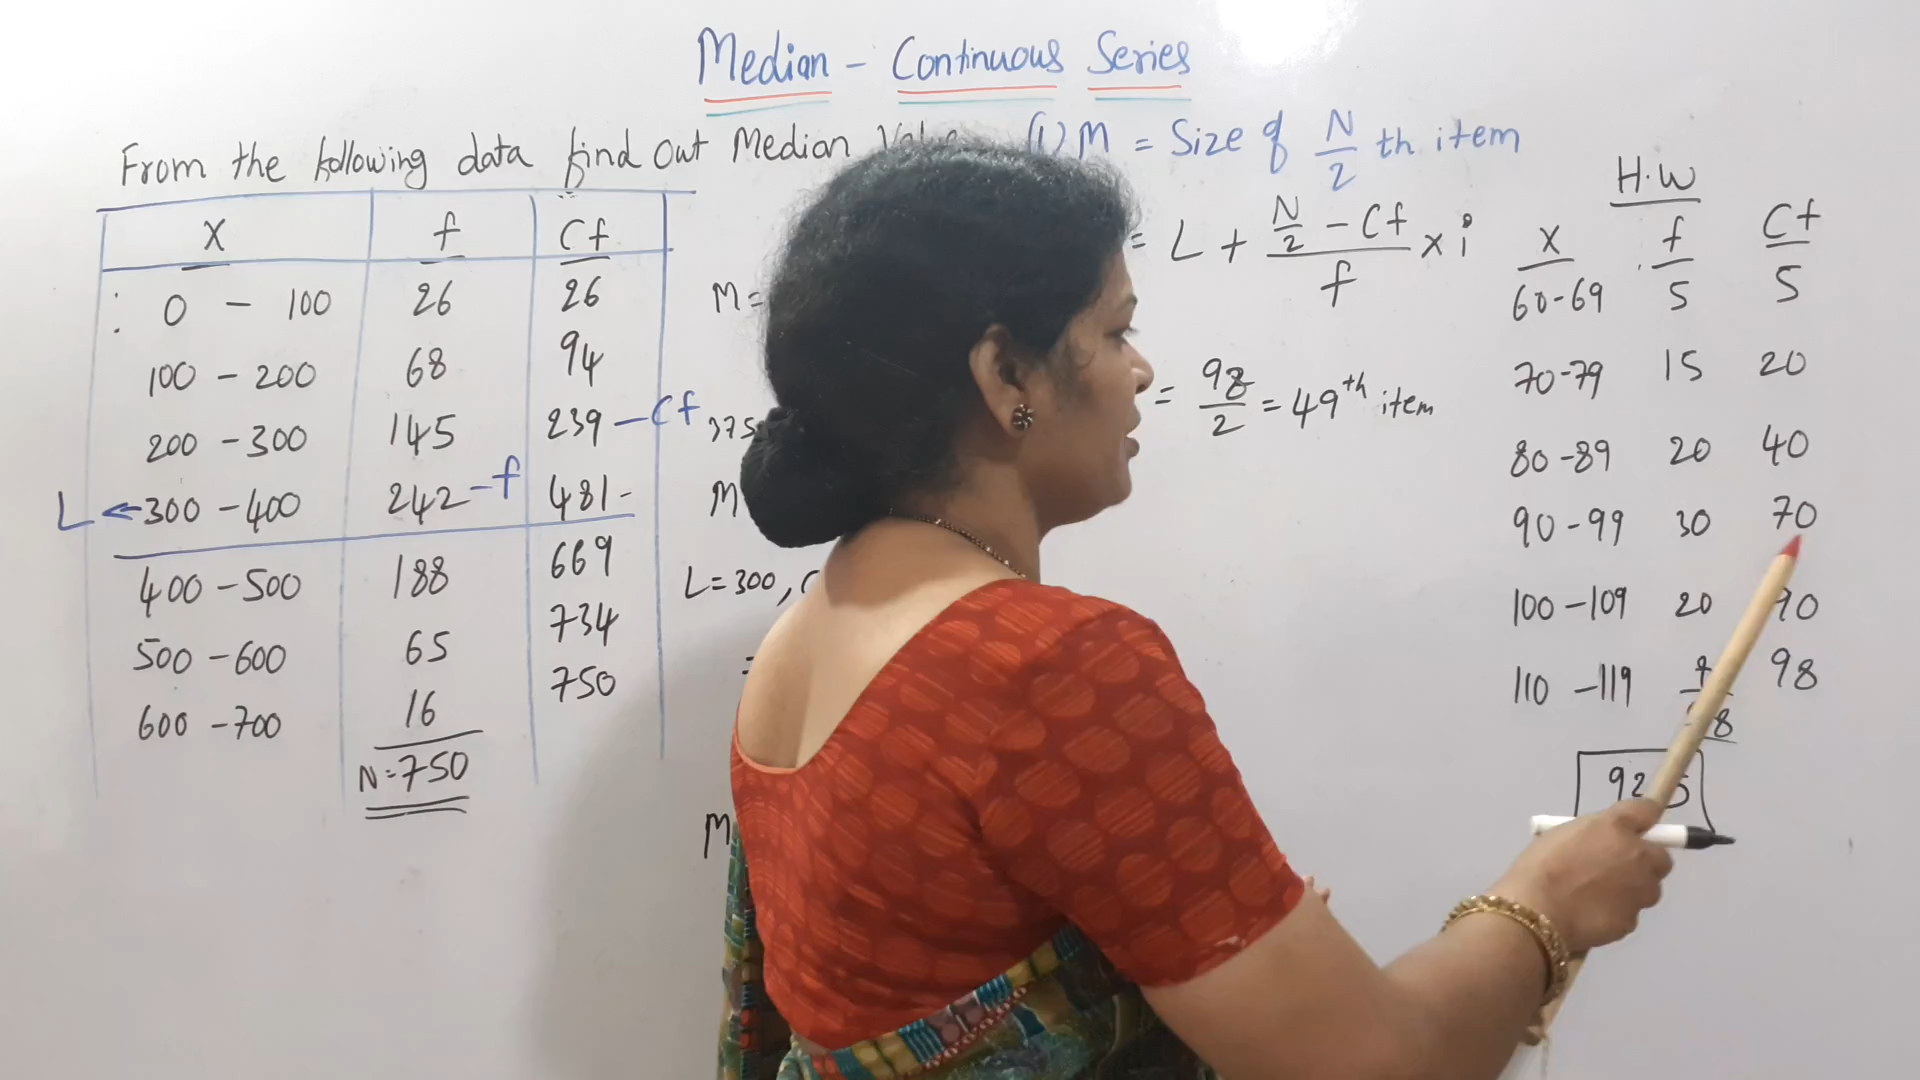 Median - Continuous Series
From the following data find out Median
(i) M = Size of N/2 th item
= L + (N/2 - Cf)/f × i
X f Cf
0 - 100 26 26
100 - 200 68 94
200 - 300 145 239 - Cf
L ← 300 - 400 242 - f 481 -
400 - 500 188 669
500 - 600 65 734
600 - 700 16 750
N = 750
M =
375
M
L = 300,
=
M
= 98/2 = 49th item
H.W
X f Cf
60-69 5 5
70-79 15 20
80-89 20 40
90-99 30 70
100-109 20 90
110-119 98